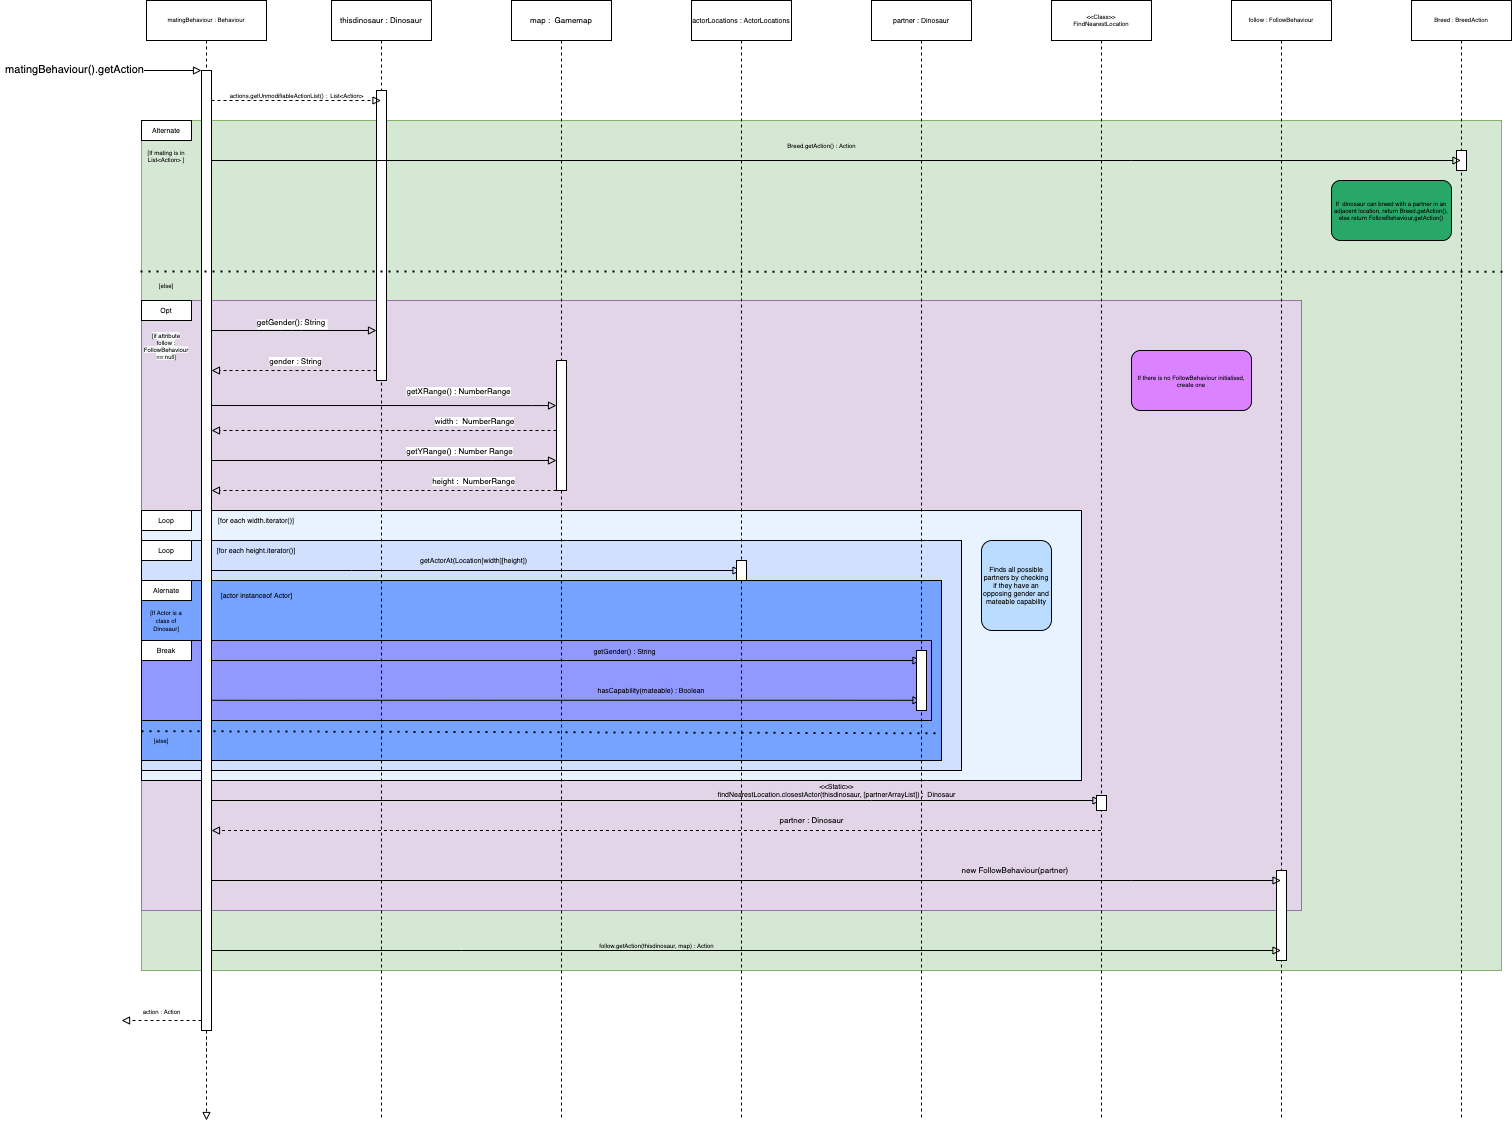 matingBehaviour : Behaviour
thisdinosaur : Dinosaur
map :  Gamemap
actorLocations : ActorLocations
partner : Dinosaur
<<Class>>
FindNearestLocation
follow : FollowBehaviour
Breed : BreedAction
matingBehaviour().getAction
actions.getUnmodifiableActionList() :  List<Action>
Alternate
[If mating is in
List<Action> ]
Breed.getAction() : Action
If  dinosaur can breed with a partner in an
adjacent location, return Breed.getAction(),
else return FollowBehaviour.getAction()
[else]
Opt
[if attribute
follow :
FollowBehaviour
== null]
getGender(): String
gender : String
getXRange() : NumberRange
width :  NumberRange
getYRange() : Number Range
height :  NumberRange
If there is no FollowBehaviour initialised,
create one
Loop
[for each width.iterator()]
Loop
[for each height.iterator()]
getActorAt(Location[width][height])
Finds all possible
partners by checking
if they have an
opposing gender and
mateable capability
Alernate
[actor instanceof Actor]
[If Actor is a
class of
Dinosaur]
Break
getGender() : String
hasCapability(mateable) : Boolean
[else]
<<Static>>
findNearestLocation.closestActor(thisdinosaur, [partnerArrayList]) :  Dinosaur
partner : Dinosaur
new FollowBehaviour(partner)
follow.getAction(thisdinosaur, map) : Action
action : Action